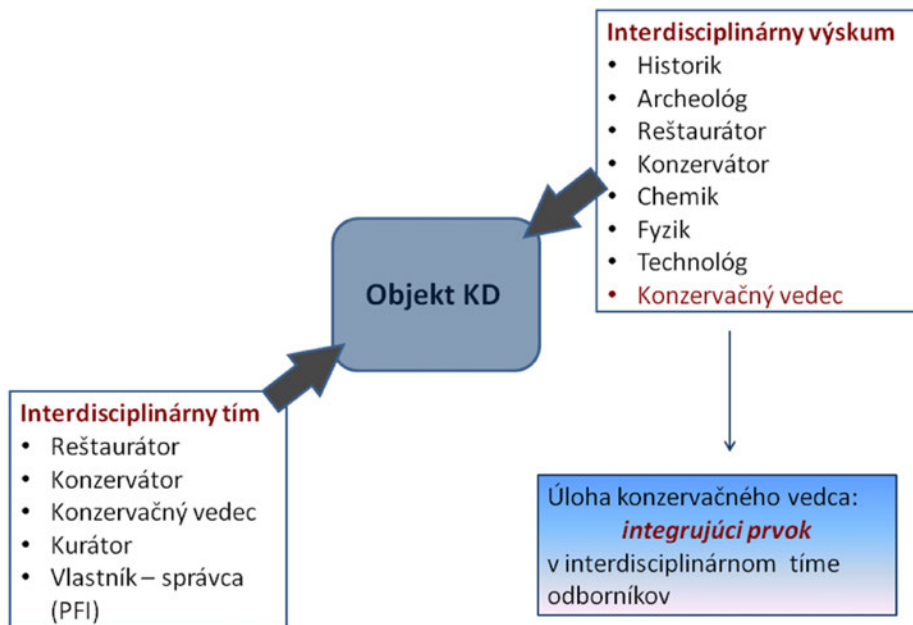 Interdisciplinárny výskum
• Historik
• Archeológ
• Reštaurátor
• Konzervátor
• Chemik
• Fyzik
• Technológ
• Konzervačný vedec
Objekt KD
Interdisciplinárny tím
• Reštaurátor
• Konzervátor
• Konzervačný vedec
• Kurátor
• Vlastník – správca
(PFI)
Úloha konzervačného vedca:
integrujúci prvok
v interdisciplinárnom tíme
odborníkov